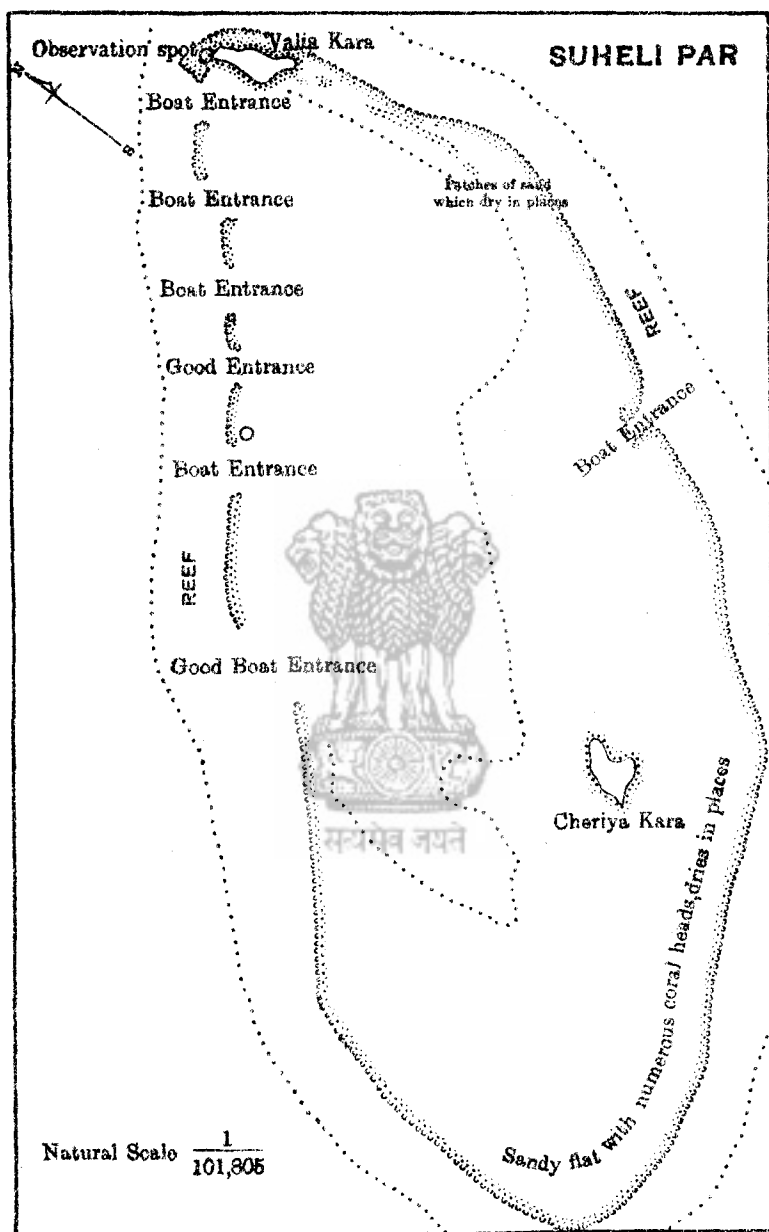 SUHELI PAR
Observation spot
Valia Kara
N
S
Boat Entrance
Boat Entrance
Patches of sand
which dry in places
Boat Entrance
REEF
Good Entrance
Boat Entrance
Boat Entrance
REEF
Good Boat Entrance
Cheriya Kara
सत्यमेव जयते
Sandy flat with numerous coral heads, dries in places
Natural Scale 1
101,805